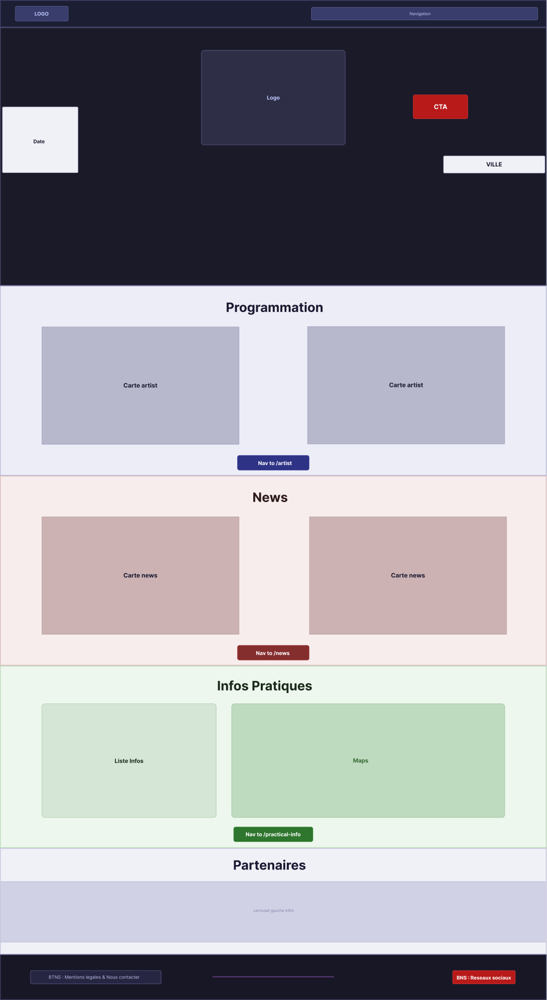 LOGO
Navigation
Logo
CTA
Date
VILLE
Programmation
Carte artist
Carte artist
Nav to /artist
News
Carte news
Carte news
Nav to /news
Infos Pratiques
Liste Infos
Maps
Nav to /practical-info
Partenaires
carrousel gauche infini
BTNS : Mentions legales & Nous contacter
BNS : Reseaux sociaux